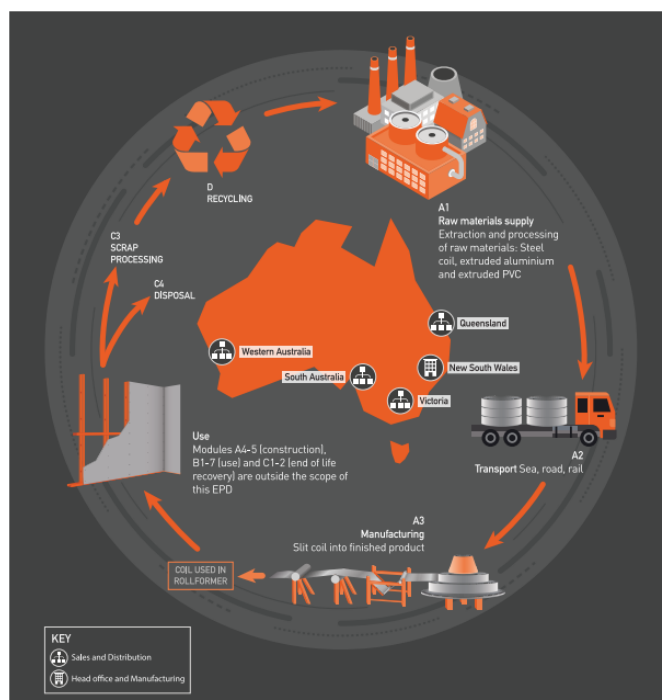 D
RECYCLING
A1
Raw materials supply
Extraction and processing
of raw materials: Steel
coil, extruded aluminium
and extruded PVC
C3
SCRAP
PROCESSING
C4
DISPOSAL
Queensland
Western Australia
New South Wales
South Australia
Victoria
Use
Modules A4-5 (construction),
B1-7 (use) and C1-2 (end of life
recovery) are outside the scope of
this EPD
A2
Transport Sea, road, rail
A3
Manufacturing
Slit coil into finished product
COIL USED IN
ROLLFORMER
KEY
Sales and Distribution
Head office and Manufacturing